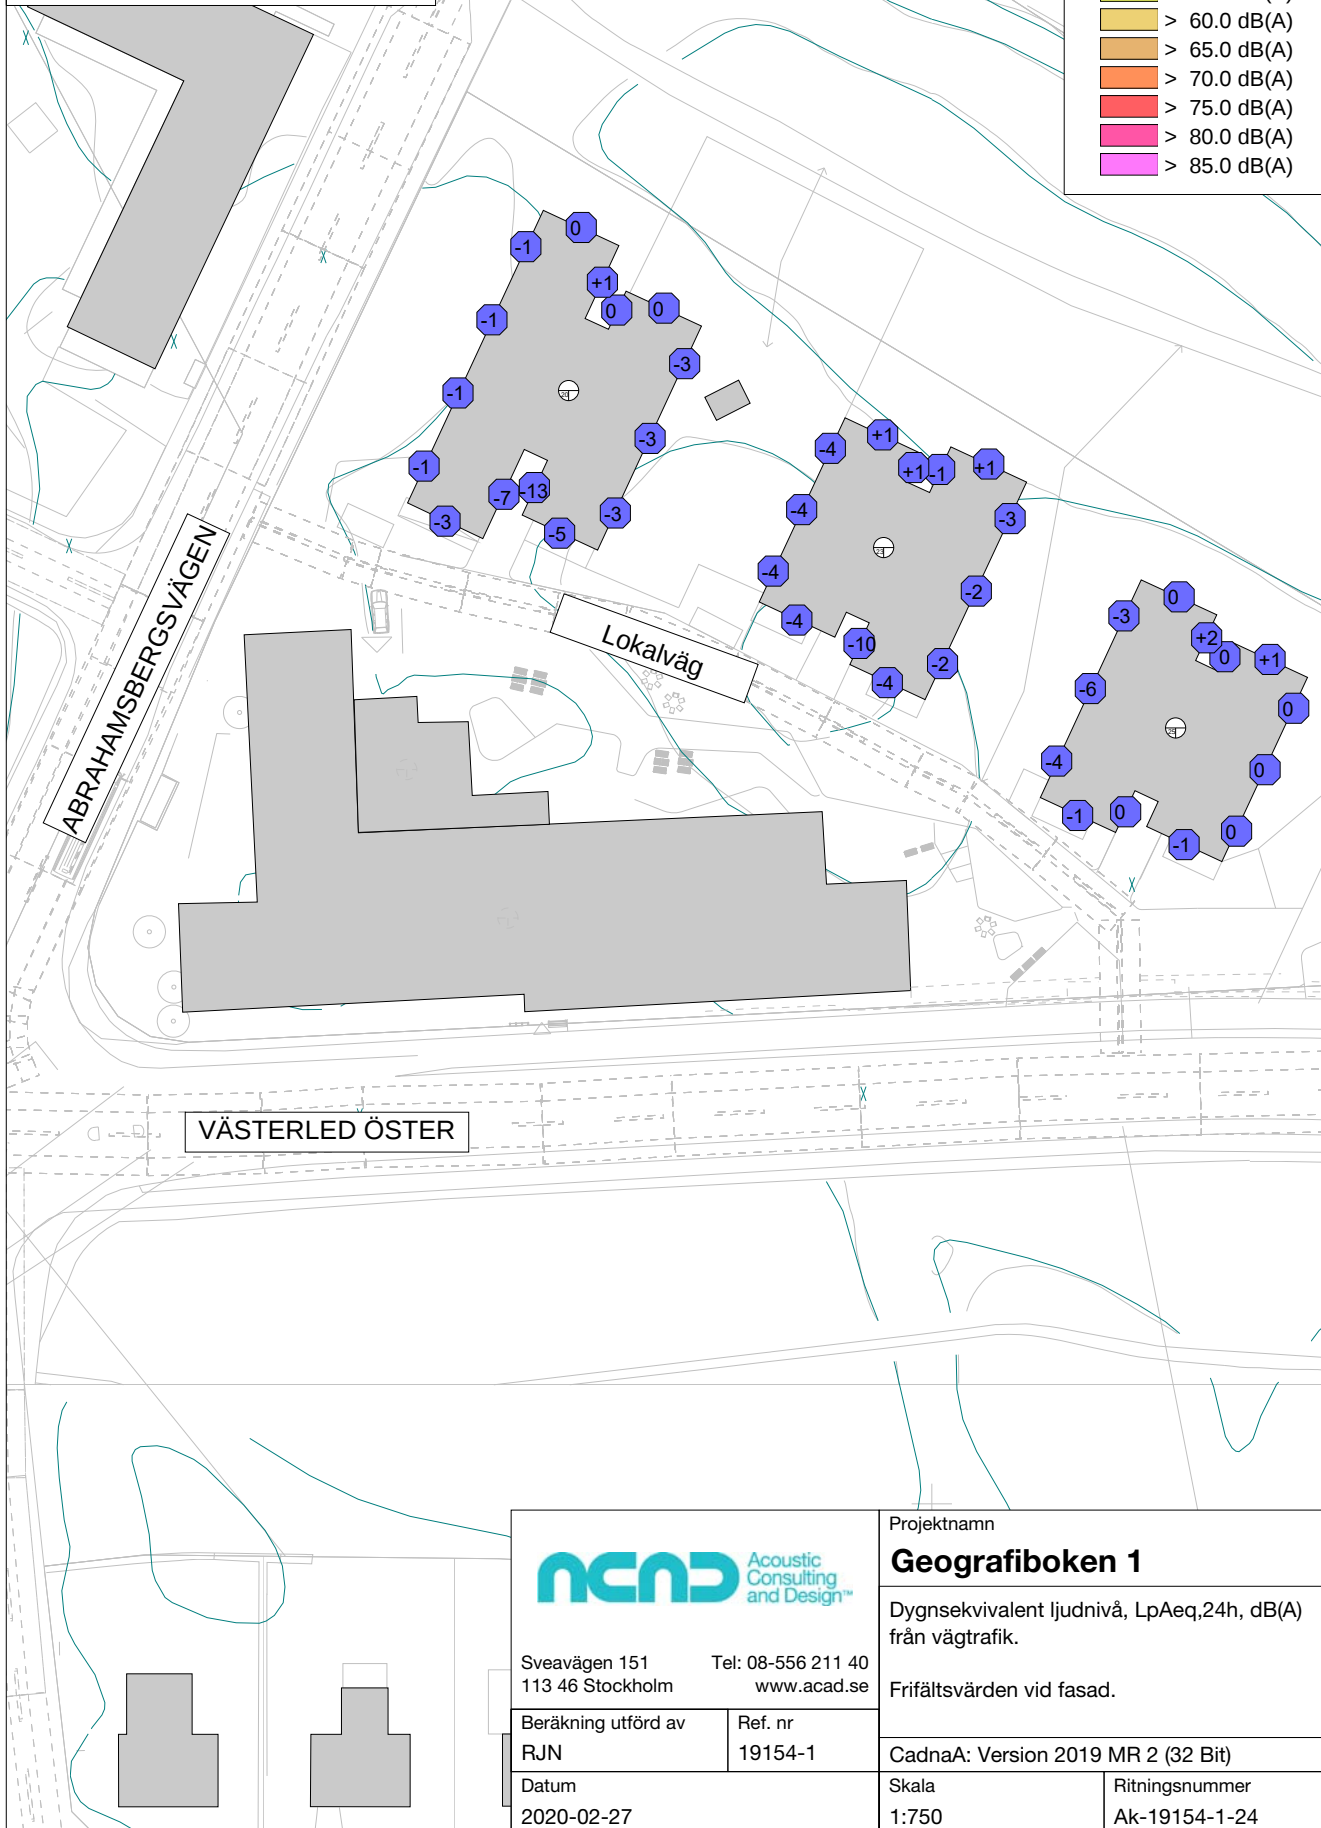 > 60.0 dB(A)
> 65.0 dB(A)
> 70.0 dB(A)
> 75.0 dB(A)
> 80.0 dB(A)
> 85.0 dB(A)
0
-1
+1
0
0
-1
-3
-1
-3
-1
-7
-13
-3
-3
-5
20
+1
-4
+1
-1
+1
-4
-3
-4
-2
-4
-10
-2
-4
23
0
-3
+2
0
+1
-6
0
-4
0
-1
0
0
-1
25
ABRAHAMSBERGSVÄGEN
Lokalväg
VÄSTERLED ÖSTER
ACAD
Acoustic
Consulting
and Design™
Sveavägen 151 Tel: 08-556 211 40
113 46 Stockholm www.acad.se
Beräkning utförd av
RJN
Ref. nr
19154-1
Datum
2020-02-27
Projektnamn
Geografiboken 1
Dygnsekvivalent ljudnivå, LpAeq,24h, dB(A)
från vägtrafik.
Frifältsvärden vid fasad.
CadnaA: Version 2019 MR 2 (32 Bit)
Skala
1:750
Ritningsnummer
Ak-19154-1-24